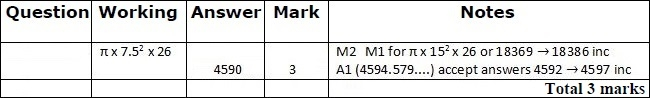 Question Working Answer Mark Notes
π x 7.5² x 26 M2 M1 for π x 15² x 26 or 18369 → 18386 inc
4590 3 A1 (4594.579....) accept answers 4592 → 4597 inc
Total 3 marks